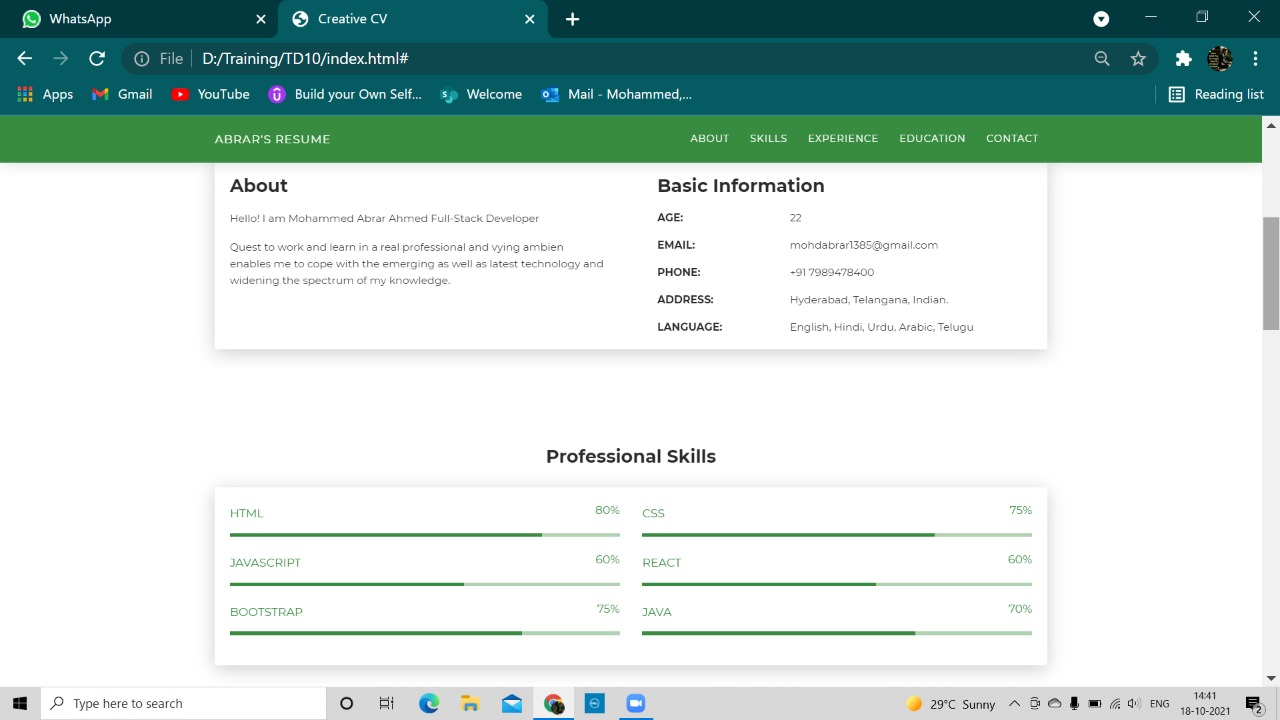 WhatsApp
Creative CV
File
D:/Training/TD10/index.html#
Apps
Gmail
YouTube
Build your Own Self...
Welcome
Mail - Mohammed,...
Reading list
ABRAR'S RESUME
ABOUT
SKILLS
EXPERIENCE
EDUCATION
CONTACT
About
Hello! I am Mohammed Abrar Ahmed Full-Stack Developer
Quest to work and learn in a real professional and vying ambien
enables me to cope with the emerging as well as latest technology and
widening the spectrum of my knowledge.
Basic Information
AGE: 22
EMAIL: mohdabrar1385@gmail.com
PHONE: +91 7989478400
ADDRESS: Hyderabad, Telangana, Indian.
LANGUAGE: English, Hindi, Urdu, Arabic, Telugu
Professional Skills
HTML 80%
CSS 75%
JAVASCRIPT 60%
REACT 60%
BOOTSTRAP 75%
JAVA 70%
Type here to search
29°C Sunny
ENG
14:41
18-10-2021
2